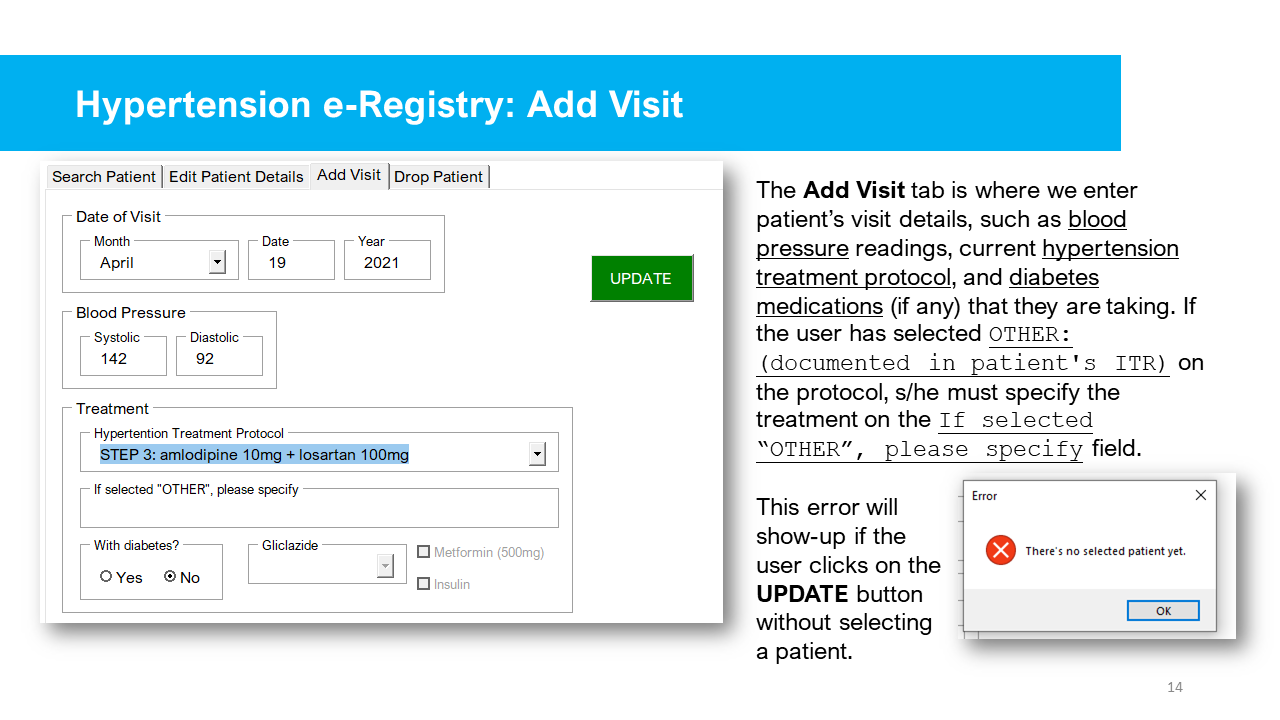 Hypertension e-Registry: Add Visit
Search Patient Edit Patient Details Add Visit Drop Patient
Date of Visit
Month Date Year
April 19 2021
UPDATE
Blood Pressure
Systolic Diastolic
142 92
Treatment
Hypertention Treatment Protocol
STEP 3: amlodipine 10mg + losartan 100mg
If selected "OTHER", please specify
With diabetes? Gliclazide Metformin (500mg)
Yes No
Insulin
The Add Visit tab is where we enter
patient’s visit details, such as blood
pressure readings, current hypertension
treatment protocol, and diabetes
medications (if any) that they are taking. If
the user has selected OTHER:
(documented in patient's ITR) on
the protocol, s/he must specify the
treatment on the If selected
“OTHER”, please specify field.
This error will
show-up if the
user clicks on the
UPDATE button
without selecting
a patient.
Error
There's no selected patient yet.
OK
14